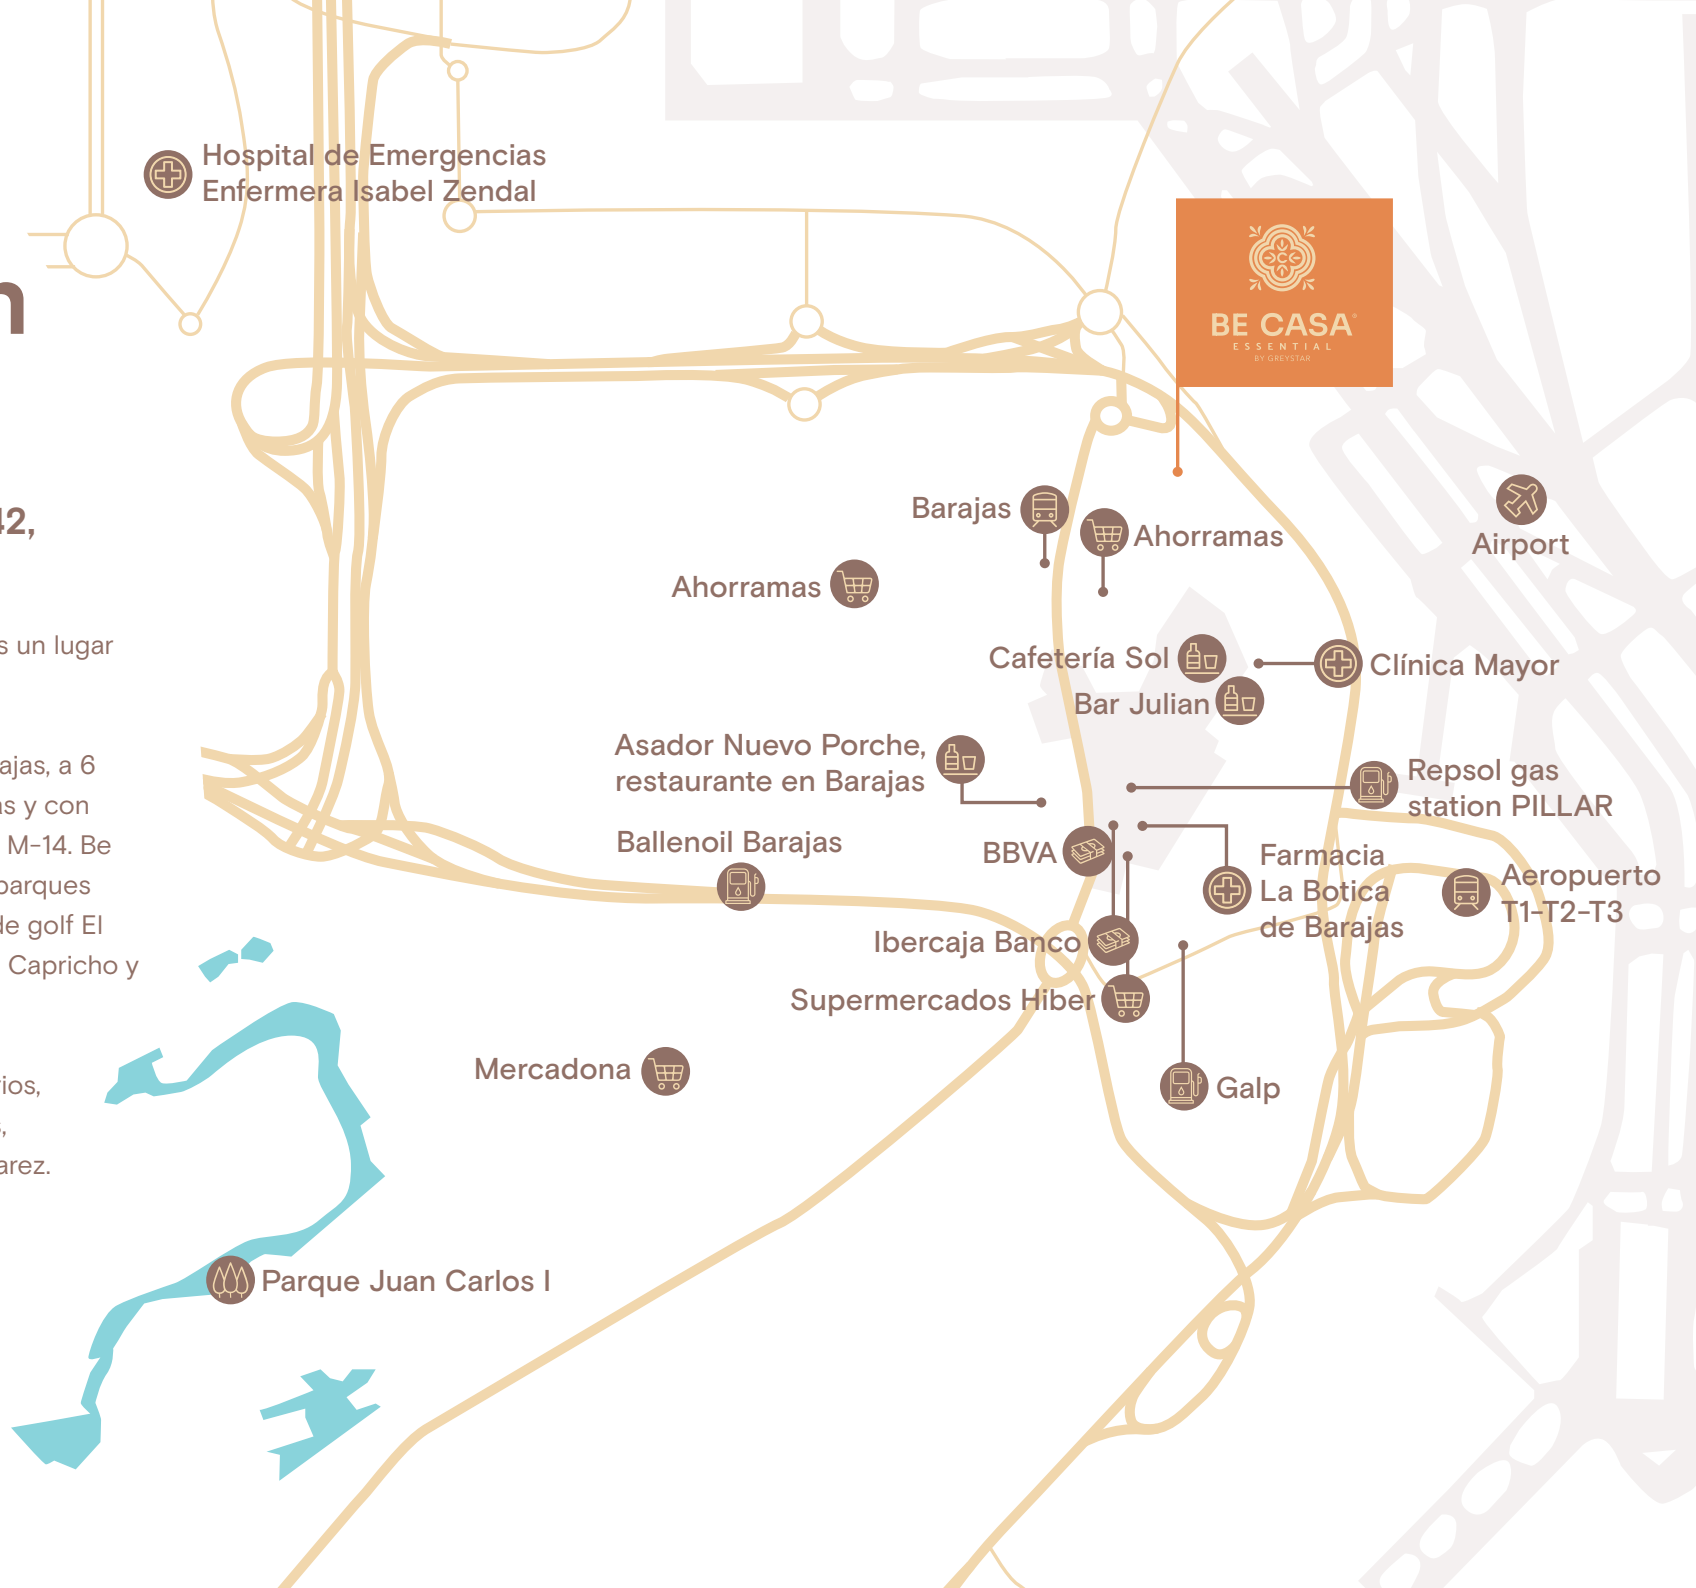 n
42,
s un lugar
ajas, a 6
as y con
M-14. Be
parques
de golf El
Capricho y
rios,
s,
arez.
Hospital de Emergencias
Enfermera Isabel Zendal
BE CASA
ESSENTIAL
BY GREYSTAR
Barajas
Ahorramas
Airport
Ahorramas
Cafetería Sol
Clínica Mayor
Bar Julian
Asador Nuevo Porche,
restaurante en Barajas
Repsol gas
station PILLAR
Ballenoil Barajas
BBVA
Farmacia
La Botica
de Barajas
Aeropuerto
T1-T2-T3
Ibercaja Banco
Supermercados Hiber
Mercadona
Galp
Parque Juan Carlos I